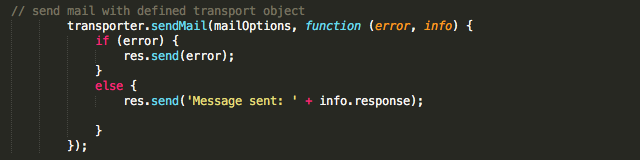 // send mail with defined transport object
transporter.sendMail(mailOptions, function (error, info) {
if (error) {
res.send(error);
}
else {
res.send('Message sent: ' + info.response);
}
});